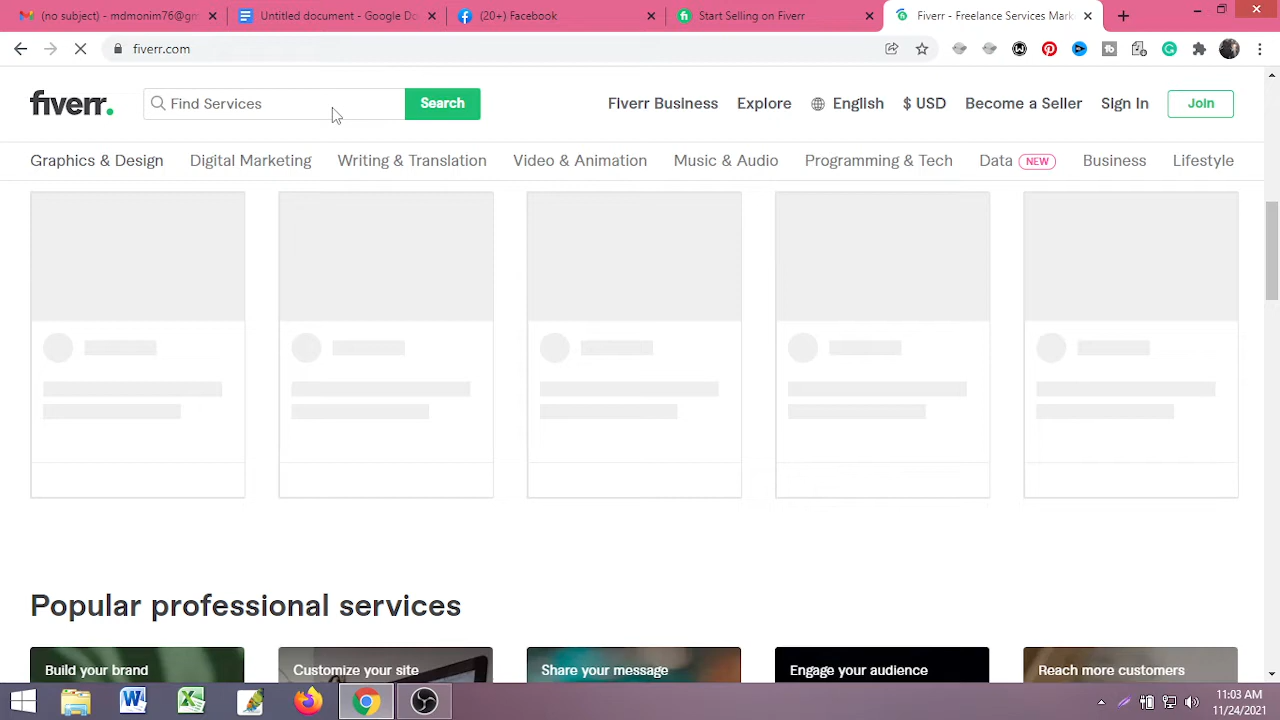 (no subject) - mdmonim76@gm
Untitled document - Google Do
(20+) Facebook
Start Selling on Fiverr
Fiverr - Freelance Services Mark
fiverr.com
fiverr.
Find Services
Search
Fiverr Business
Explore
English
$ USD
Become a Seller
Sign In
Join
Graphics & Design
Digital Marketing
Writing & Translation
Video & Animation
Music & Audio
Programming & Tech
Data NEW
Business
Lifestyle
Popular professional services
Build your brand
Customize your site
Share your message
Engage your audience
Reach more customers
11:03 AM
11/24/2021